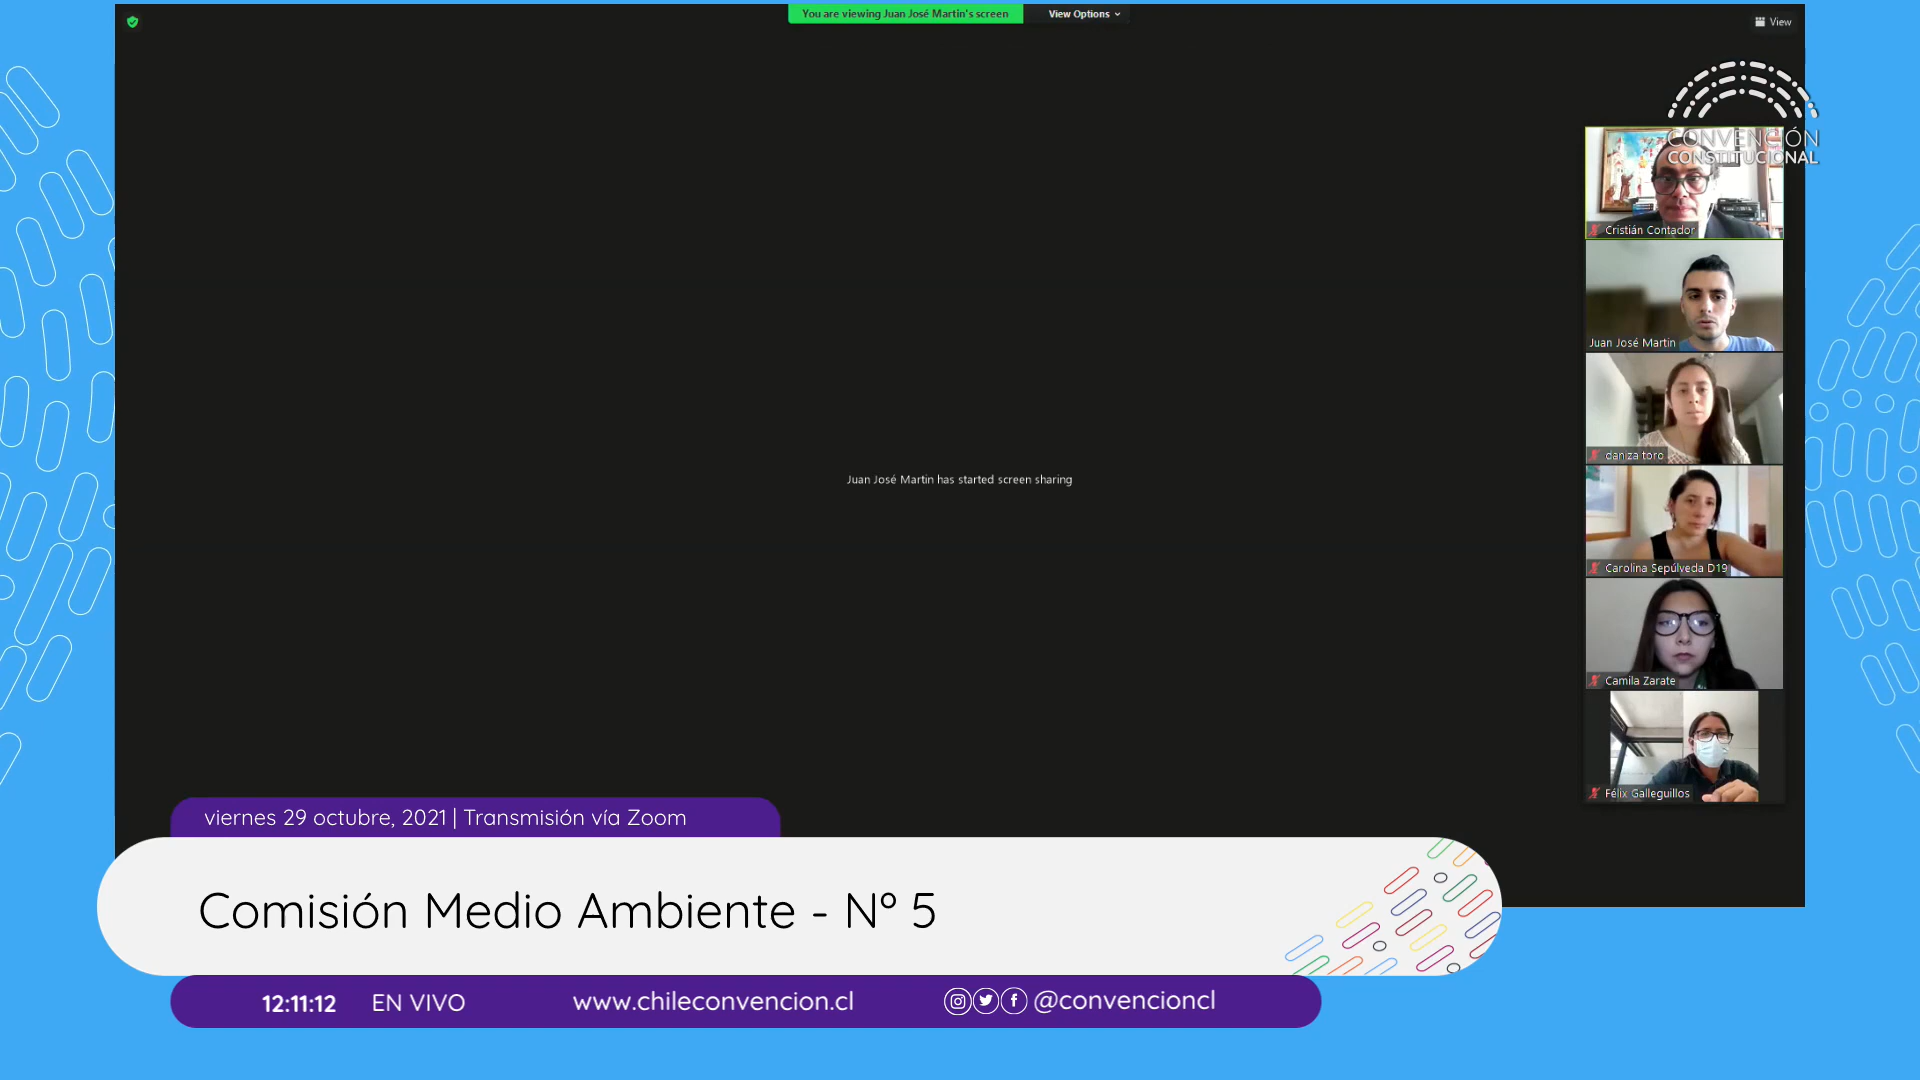 You are viewing Juan José Martin's screen
View Options
View
CONVENCIÓN
CONSTITUCIONAL
Cristián Contador
Juan José Martin
daniza toro
Juan José Martin has started screen sharing
Carolina Sepúlveda D19
Camila Zarate
Félix Galleguillos
viernes 29 octubre, 2021 | Transmisión vía Zoom
Comisión Medio Ambiente - Nº 5
12:11:12 EN VIVO www.chileconvencion.cl @convencioncl